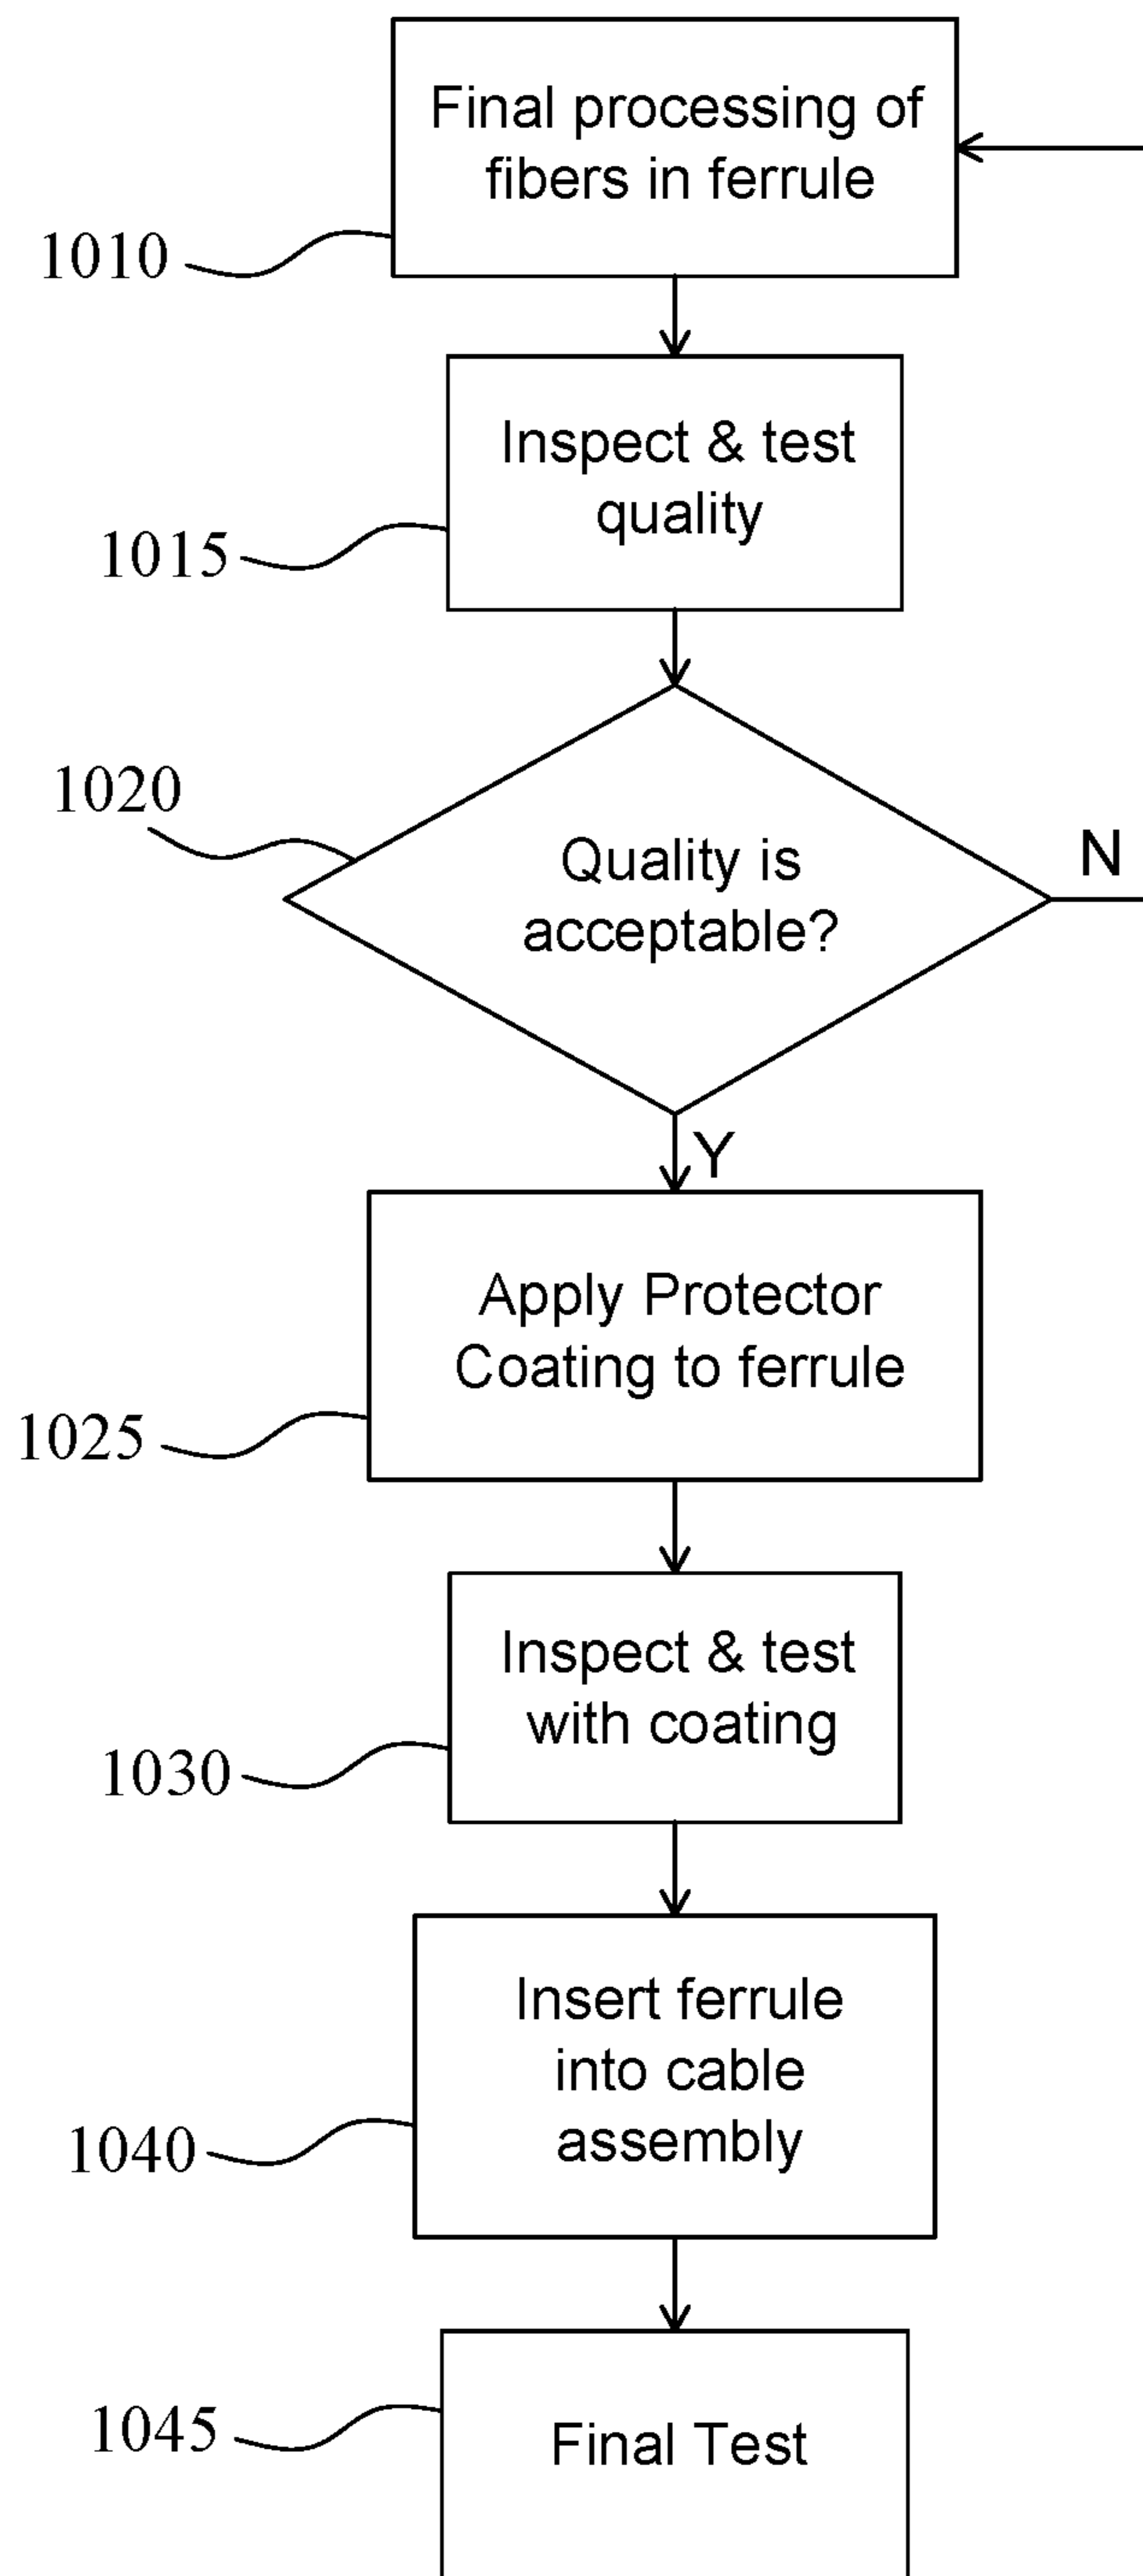 Final processing of
fibers in ferrule
1010
Inspect & test
quality
1015
1020
Quality is
acceptable?
N
Y
Apply Protector
Coating to ferrule
1025
Inspect & test
with coating
1030
Insert ferrule
into cable
assembly
1040
1045
Final Test